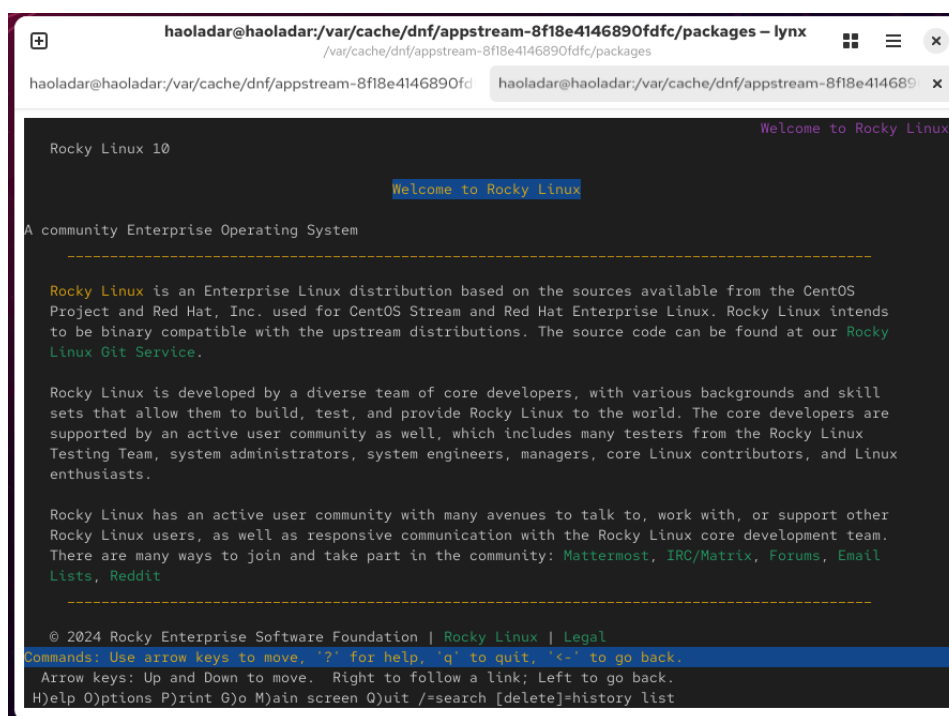 haoladar@haoladar:/var/cache/dnf/appstream-8f18e4146890fdfc/packages — lynx
/var/cache/dnf/appstream-8f18e4146890fdfc/packages
haoladar@haoladar:/var/cache/dnf/appstream-8f18e4146890fd
haoladar@haoladar:/var/cache/dnf/appstream-8f18e414689
Welcome to Rocky Linux
Rocky Linux 10
Welcome to Rocky Linux
A community Enterprise Operating System
Rocky Linux is an Enterprise Linux distribution based on the sources available from the CentOS
Project and Red Hat, Inc. used for CentOS Stream and Red Hat Enterprise Linux. Rocky Linux intends
to be binary compatible with the upstream distributions. The source code can be found at our Rocky
Linux Git Service.
Rocky Linux is developed by a diverse team of core developers, with various backgrounds and skill
sets that allow them to build, test, and provide Rocky Linux to the world. The core developers are
supported by an active user community as well, which includes many testers from the Rocky Linux
Testing Team, system administrators, system engineers, managers, core Linux contributors, and Linux
enthusiasts.
Rocky Linux has an active user community with many avenues to talk to, work with, or support other
Rocky Linux users, as well as responsive communication with the Rocky Linux core development team.
There are many ways to join and take part in the community: Mattermost, IRC/Matrix, Forums, Email
Lists, Reddit
© 2024 Rocky Enterprise Software Foundation | Rocky Linux | Legal
Commands: Use arrow keys to move, '?' for help, 'q' to quit, '<-' to go back.
Arrow keys: Up and Down to move.  Right to follow a link; Left to go back.
H)elp O)ptions P)rint G)o M)ain screen Q)uit /=search [delete]=history list